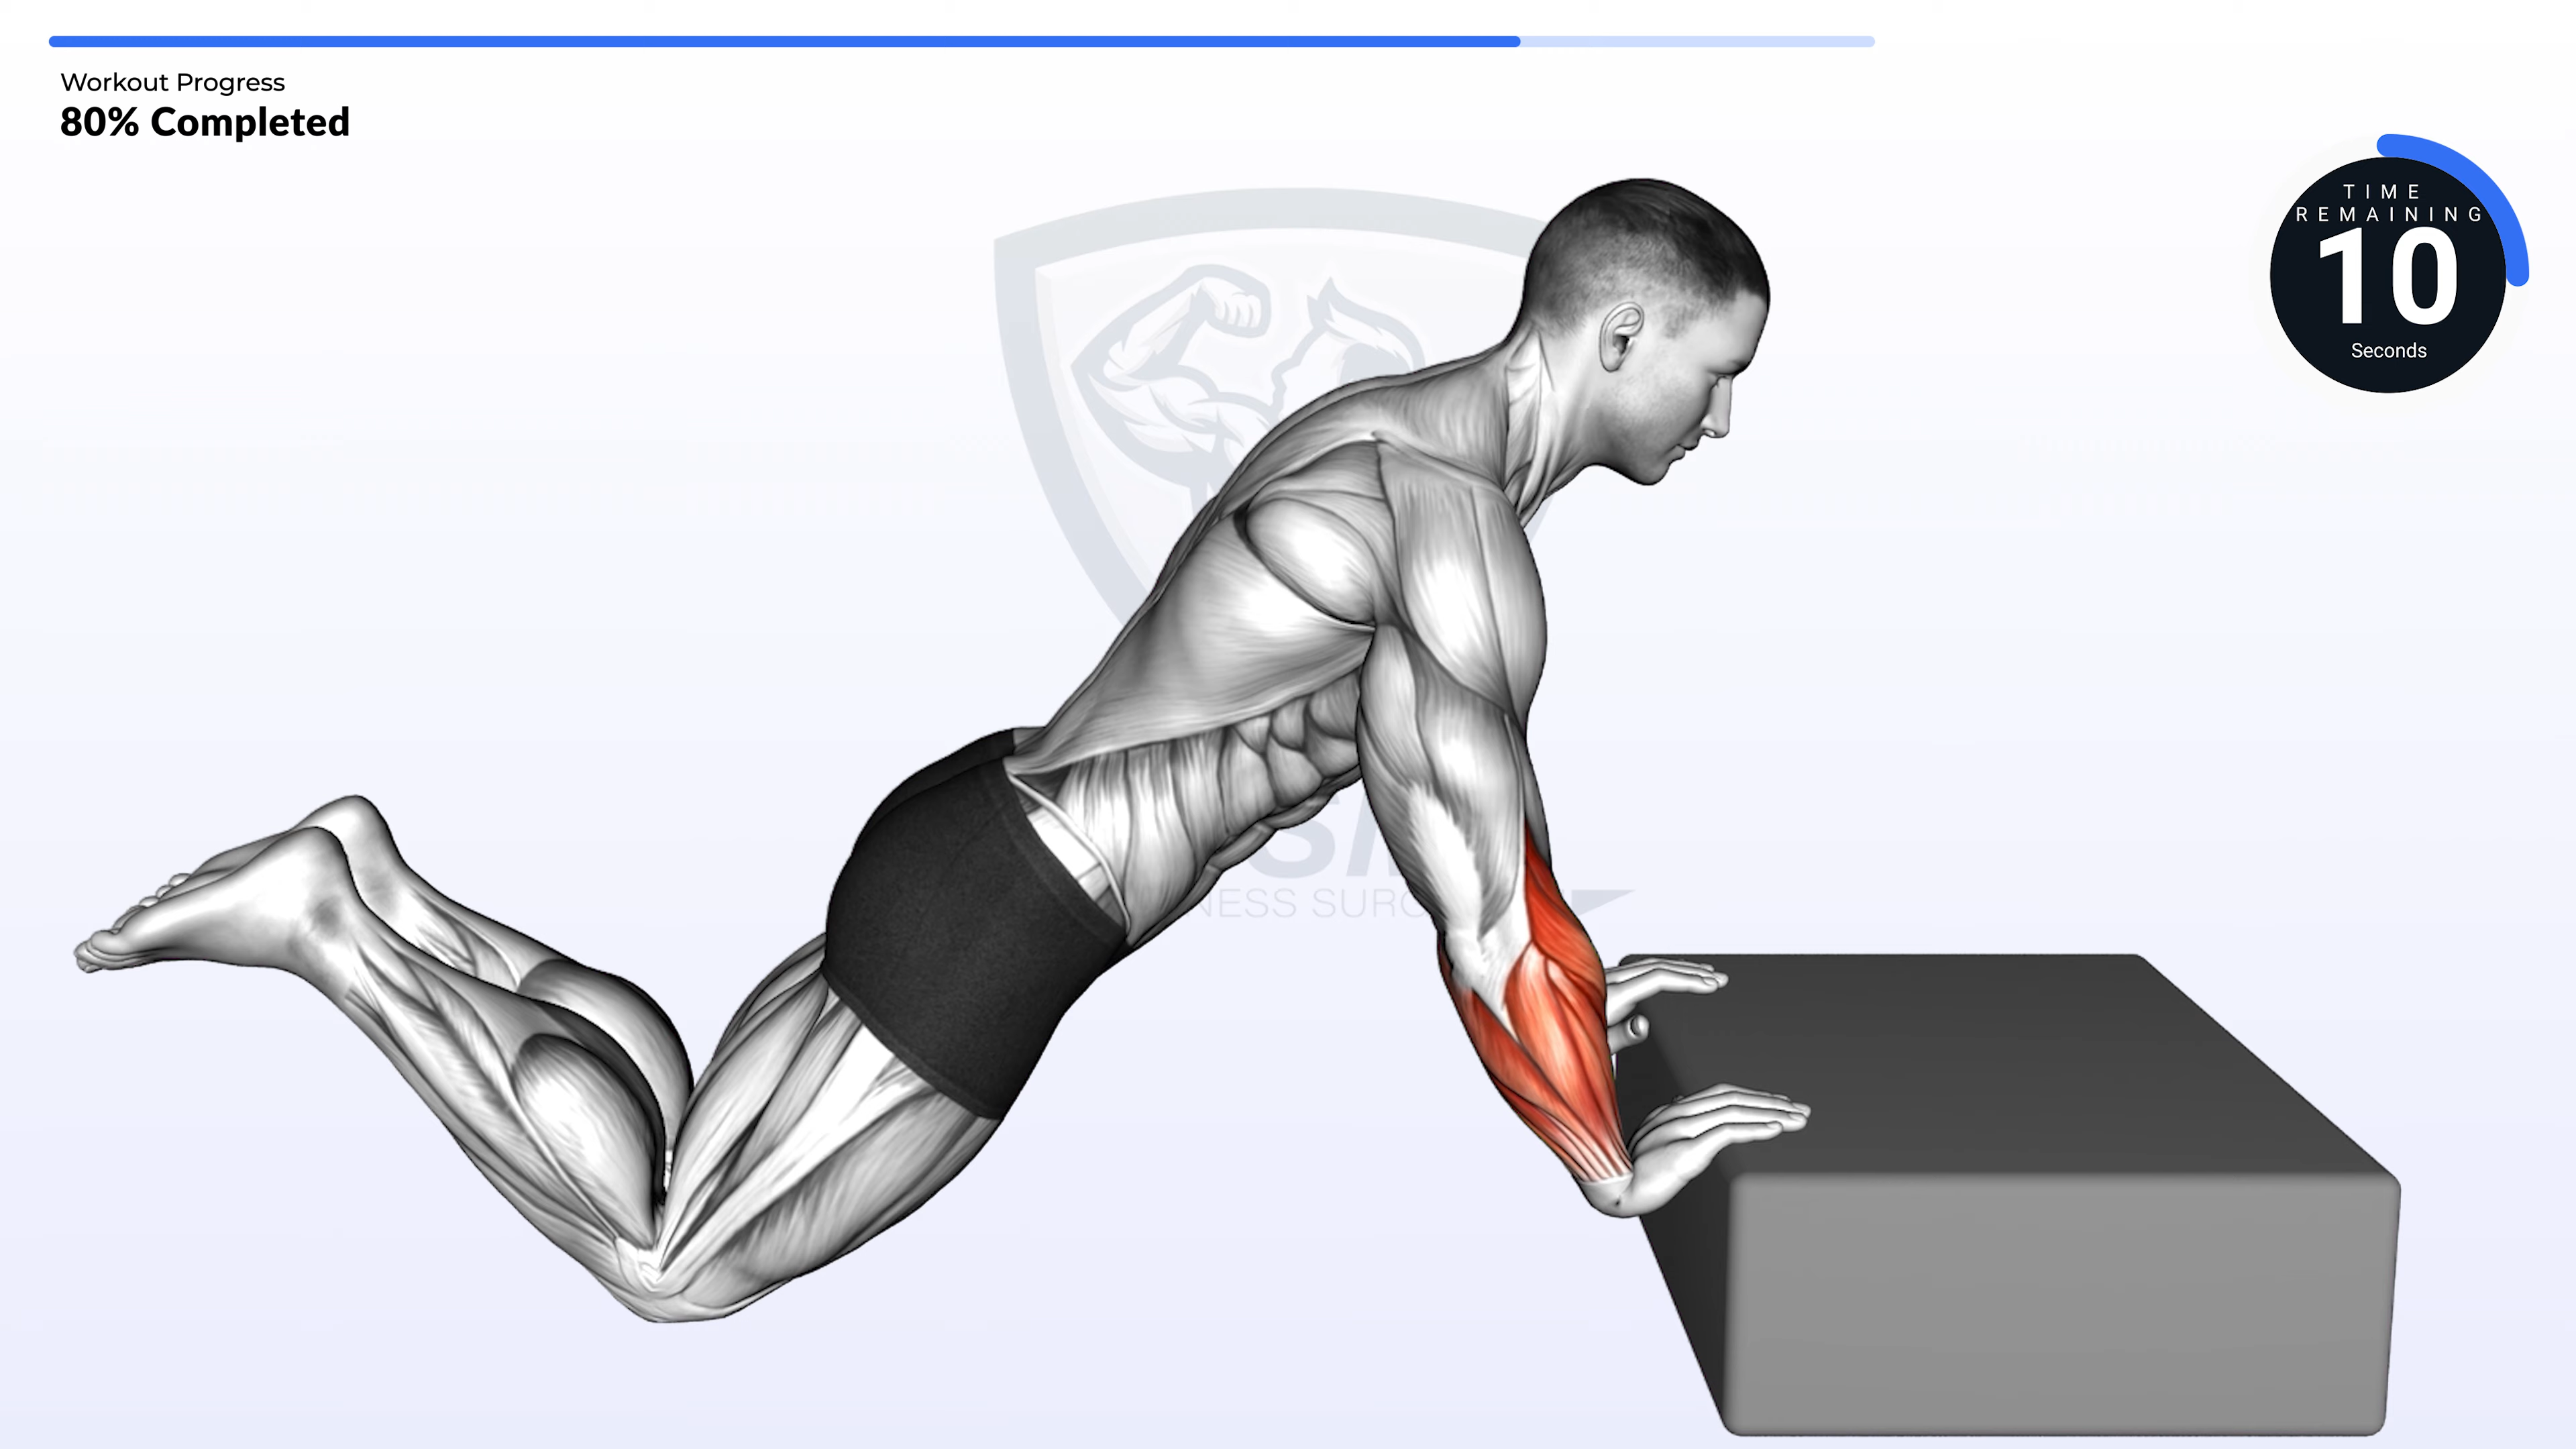 Workout Progress
80% Completed
TIME
REMAINING
10
Seconds